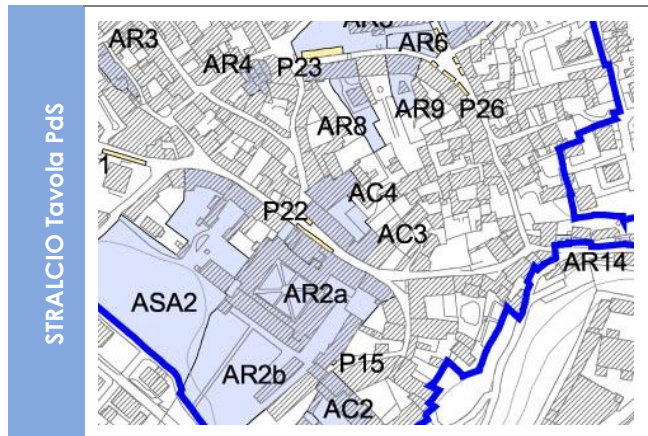 STRALCIO Tavola PdS
AR3
AR4
P23
AR6
AR8
AR9
P26
1
P22
AC4
AC3
AR14
ASA2
AR2a
AR2b
P15
AC2